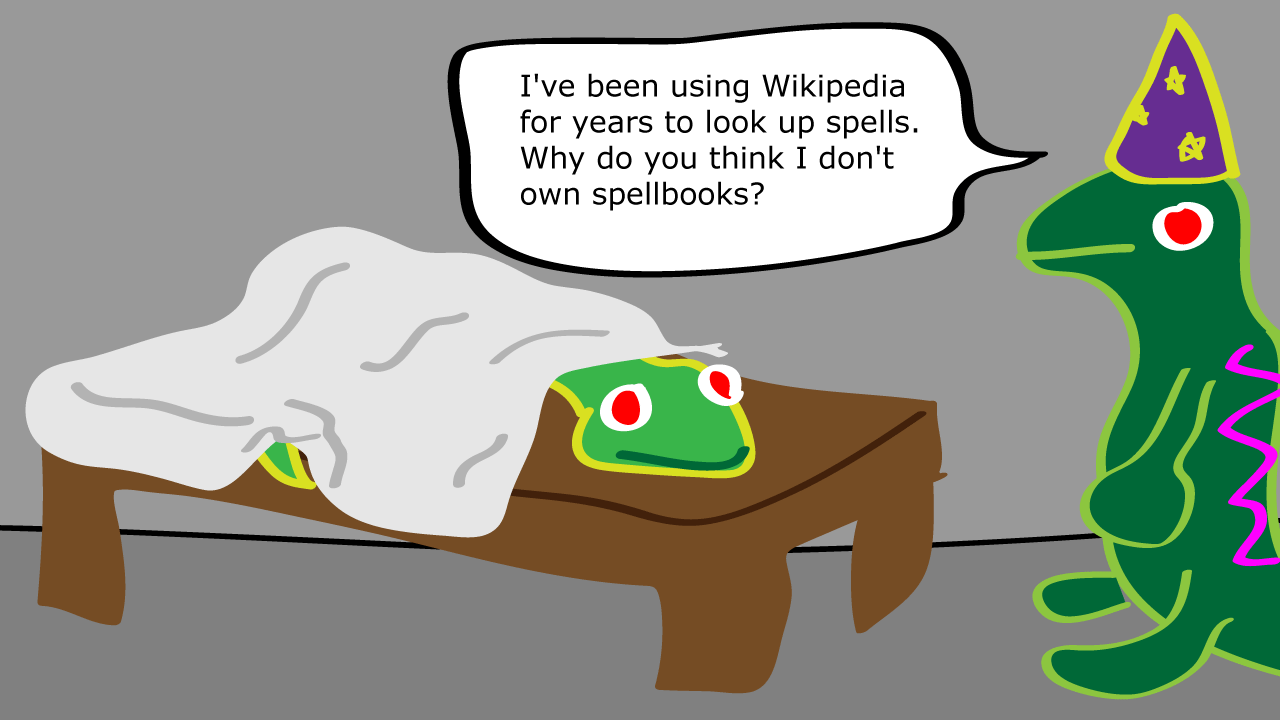 I've been using Wikipedia
for years to look up spells.
Why do you think I don't
own spellbooks?